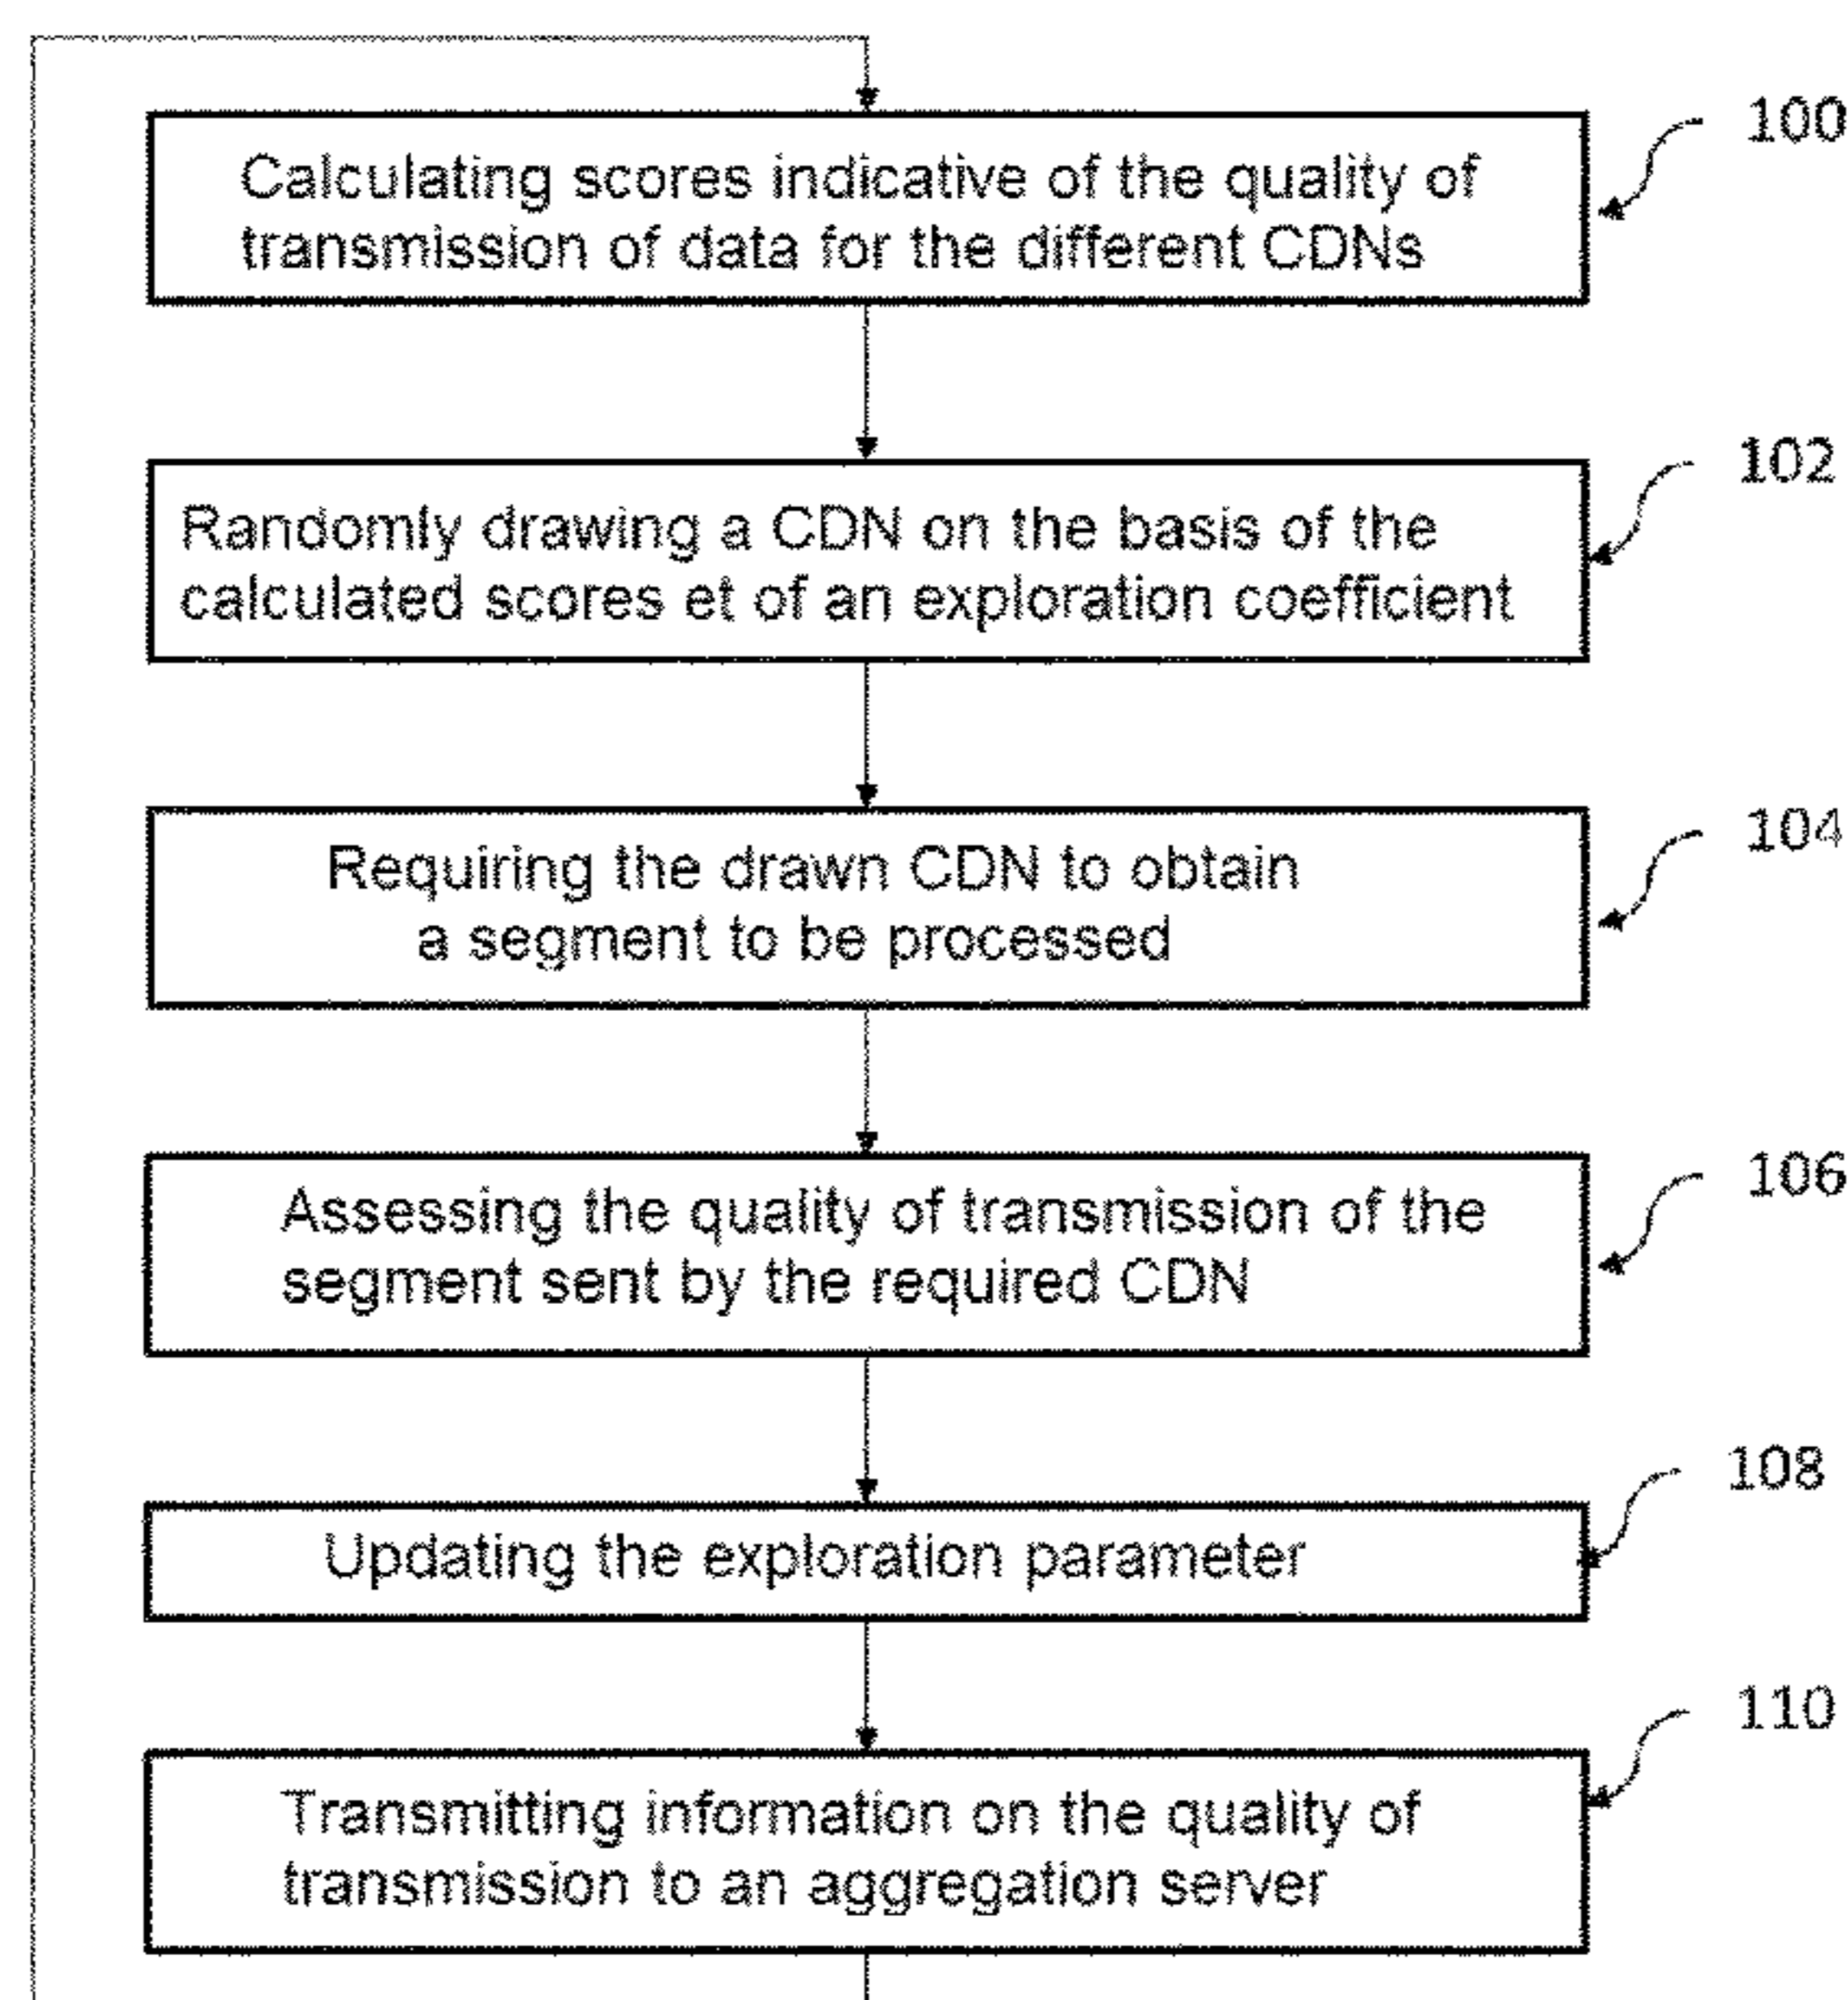 100
Calculating scores indicative of the quality of
transmission of data for the different CDNs
102
Randomly drawing a CDN on the basis of the
calculated scores et of an exploration coefficient
104
Requiring the drawn CDN to obtain
a segment to be processed
106
Assessing the quality of transmission of the
segment sent by the required CDN
108
Updating the exploration parameter
110
Transmitting information on the quality of
transmission to an aggregation server